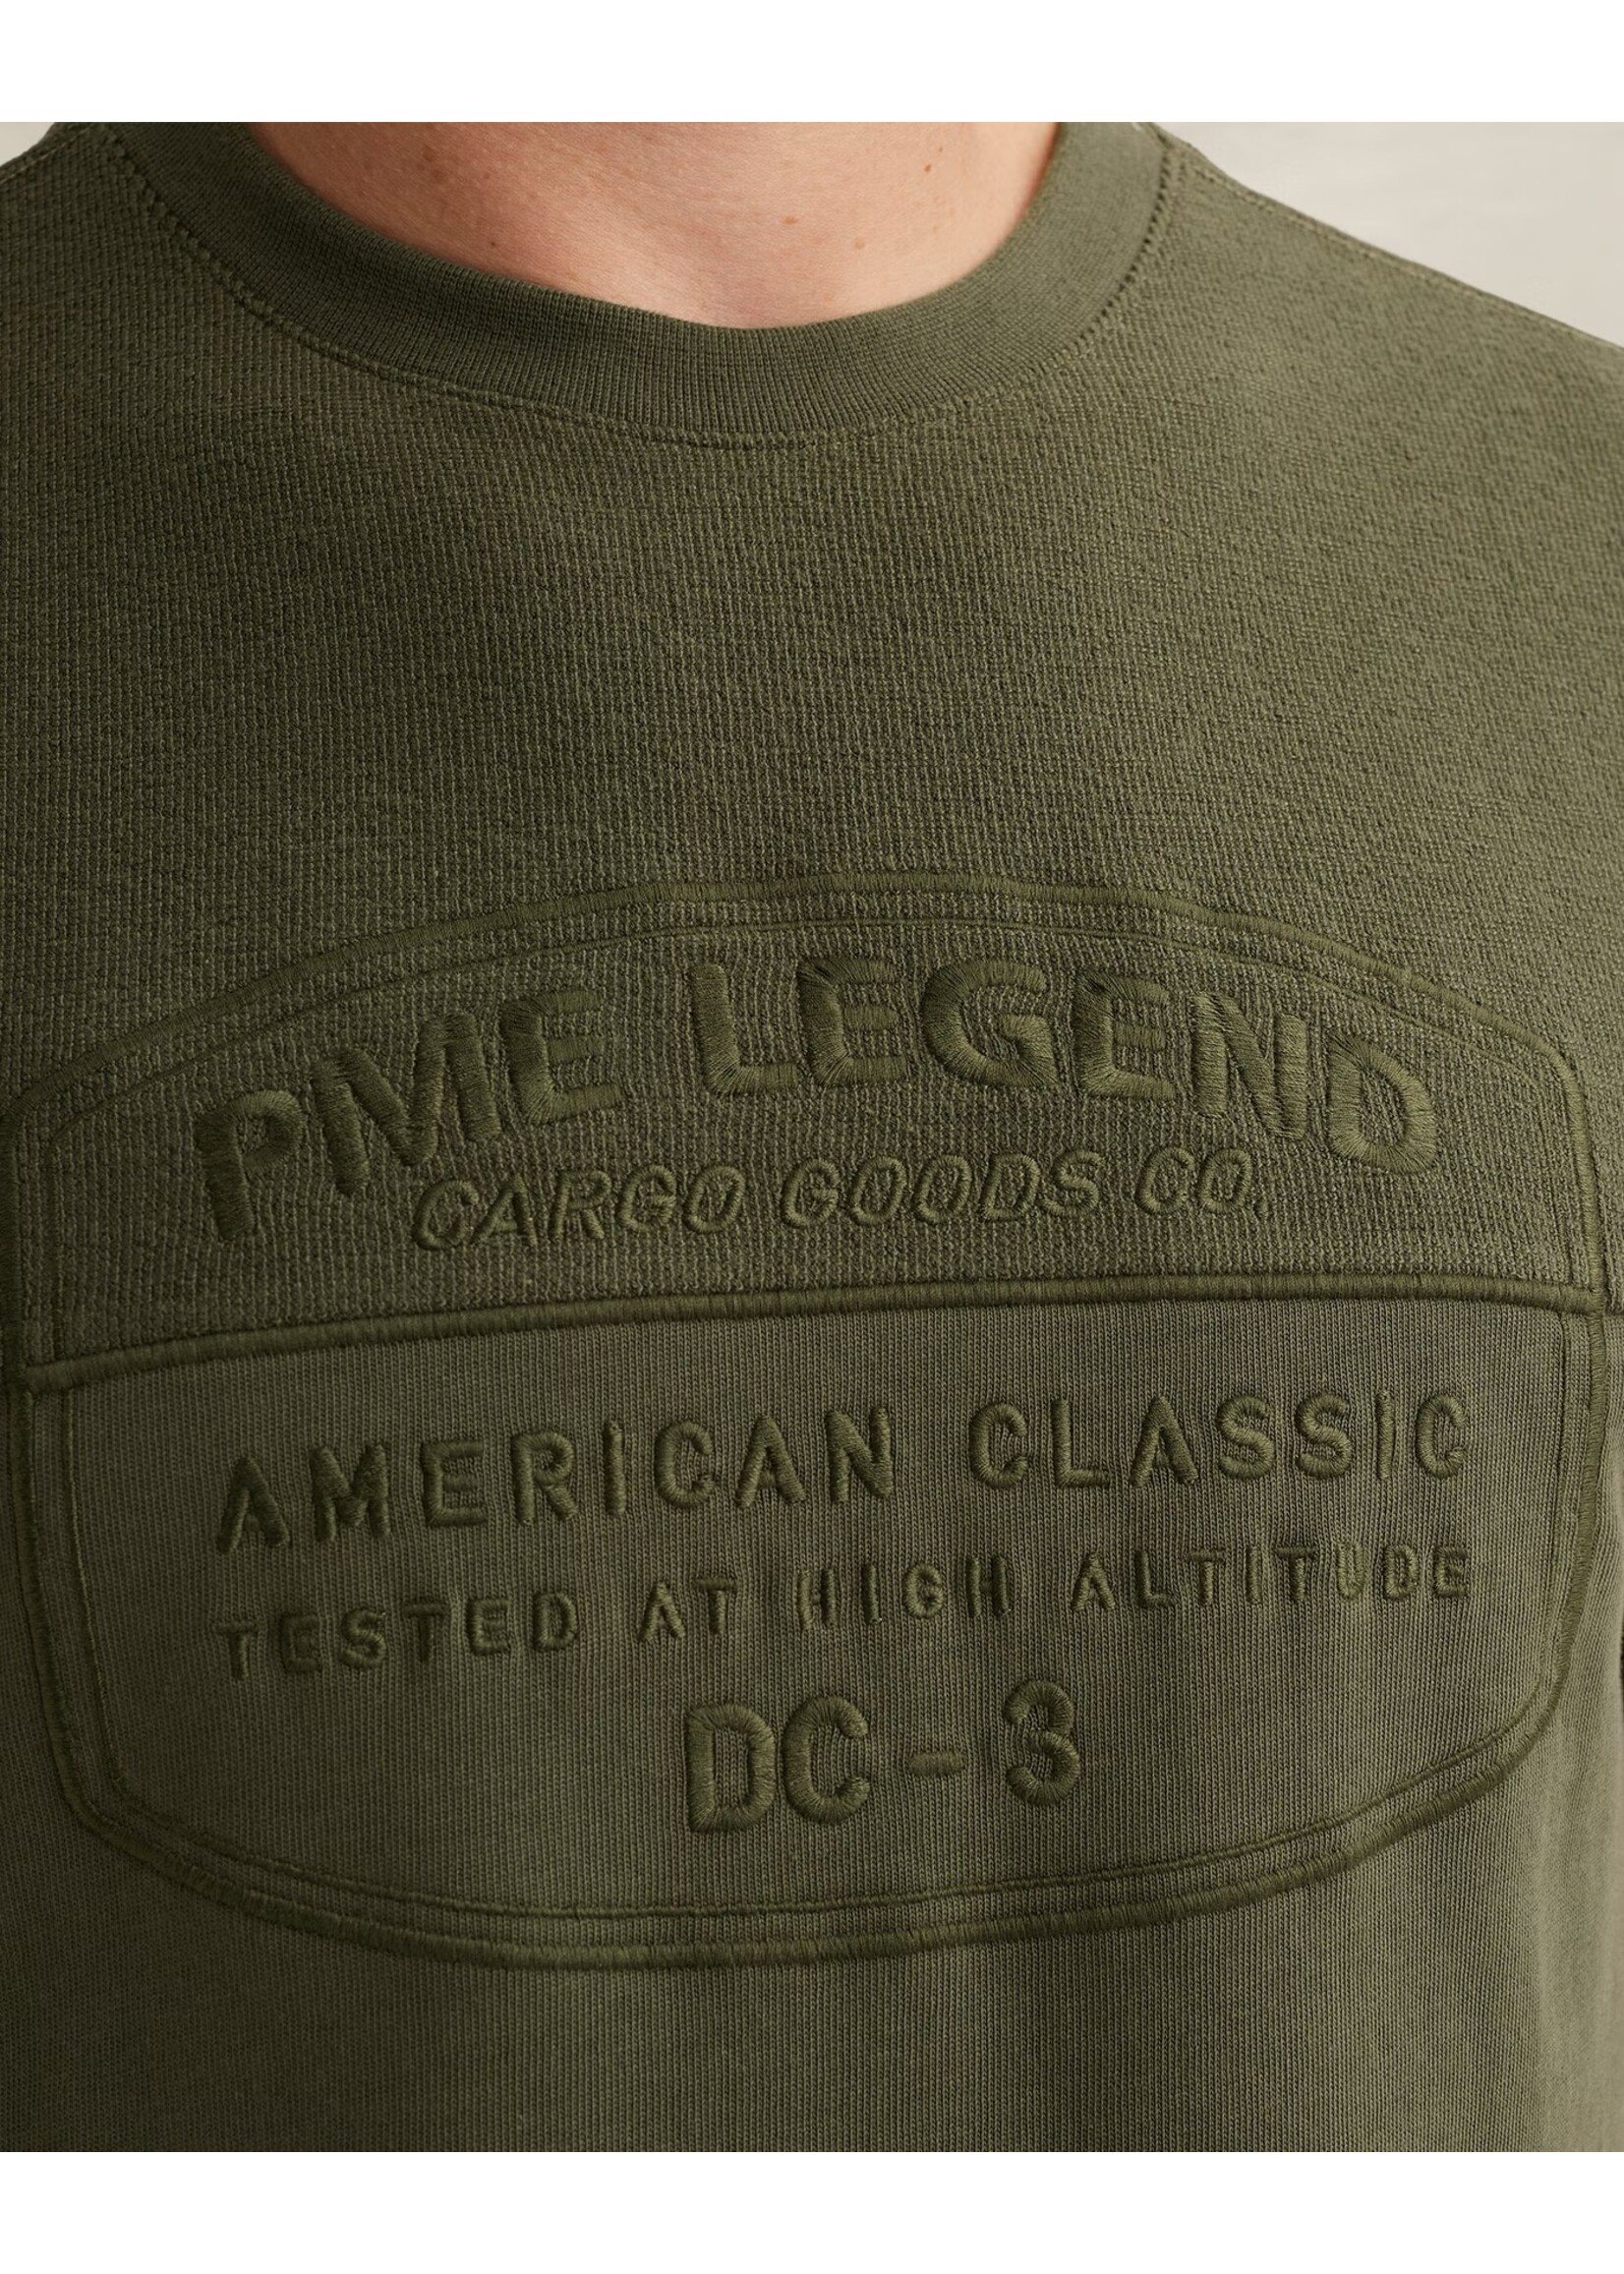 PME LEGEND
CARGO GOODS CO.
AMERICAN CLASSIC
TESTED AT HIGH ALTITUDE
DC-3